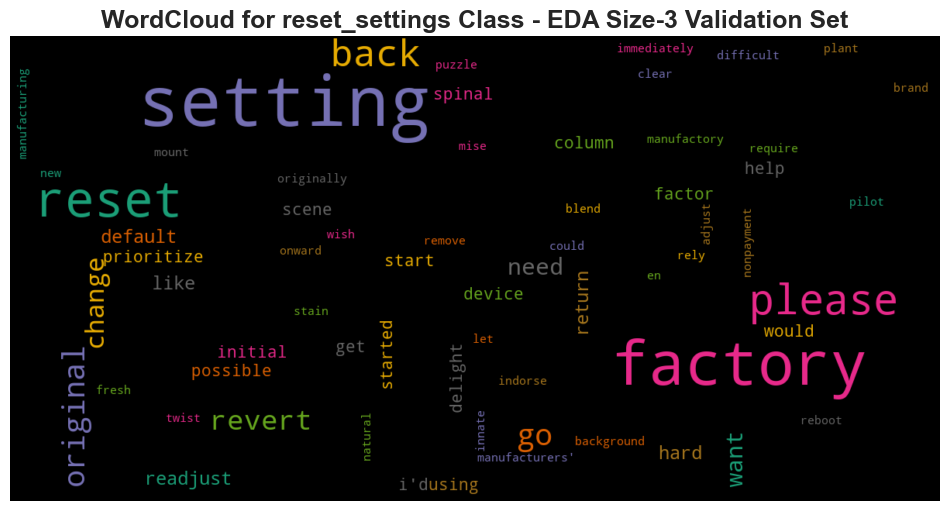 WordCloud for reset_settings Class - EDA Size-3 Validation Set
immediately
plant
back
difficult
puzzle
clear
manufacturing
setting
brand
spinal
manufactory
column
mise
require
mount
help
new
originally
reset
factor
pilot
scene
blend
adjust
nonpayment
default
wish
remove
could
onward
prioritize
rely
start
need
en
like
change
device
return
please
stain
would
started
let
get
initial
factory
possible
delight
indorse
fresh
original
twist
revert
natural
innate
go
reboot
background
want
hard
manufacturers'
readjust
i'd
using